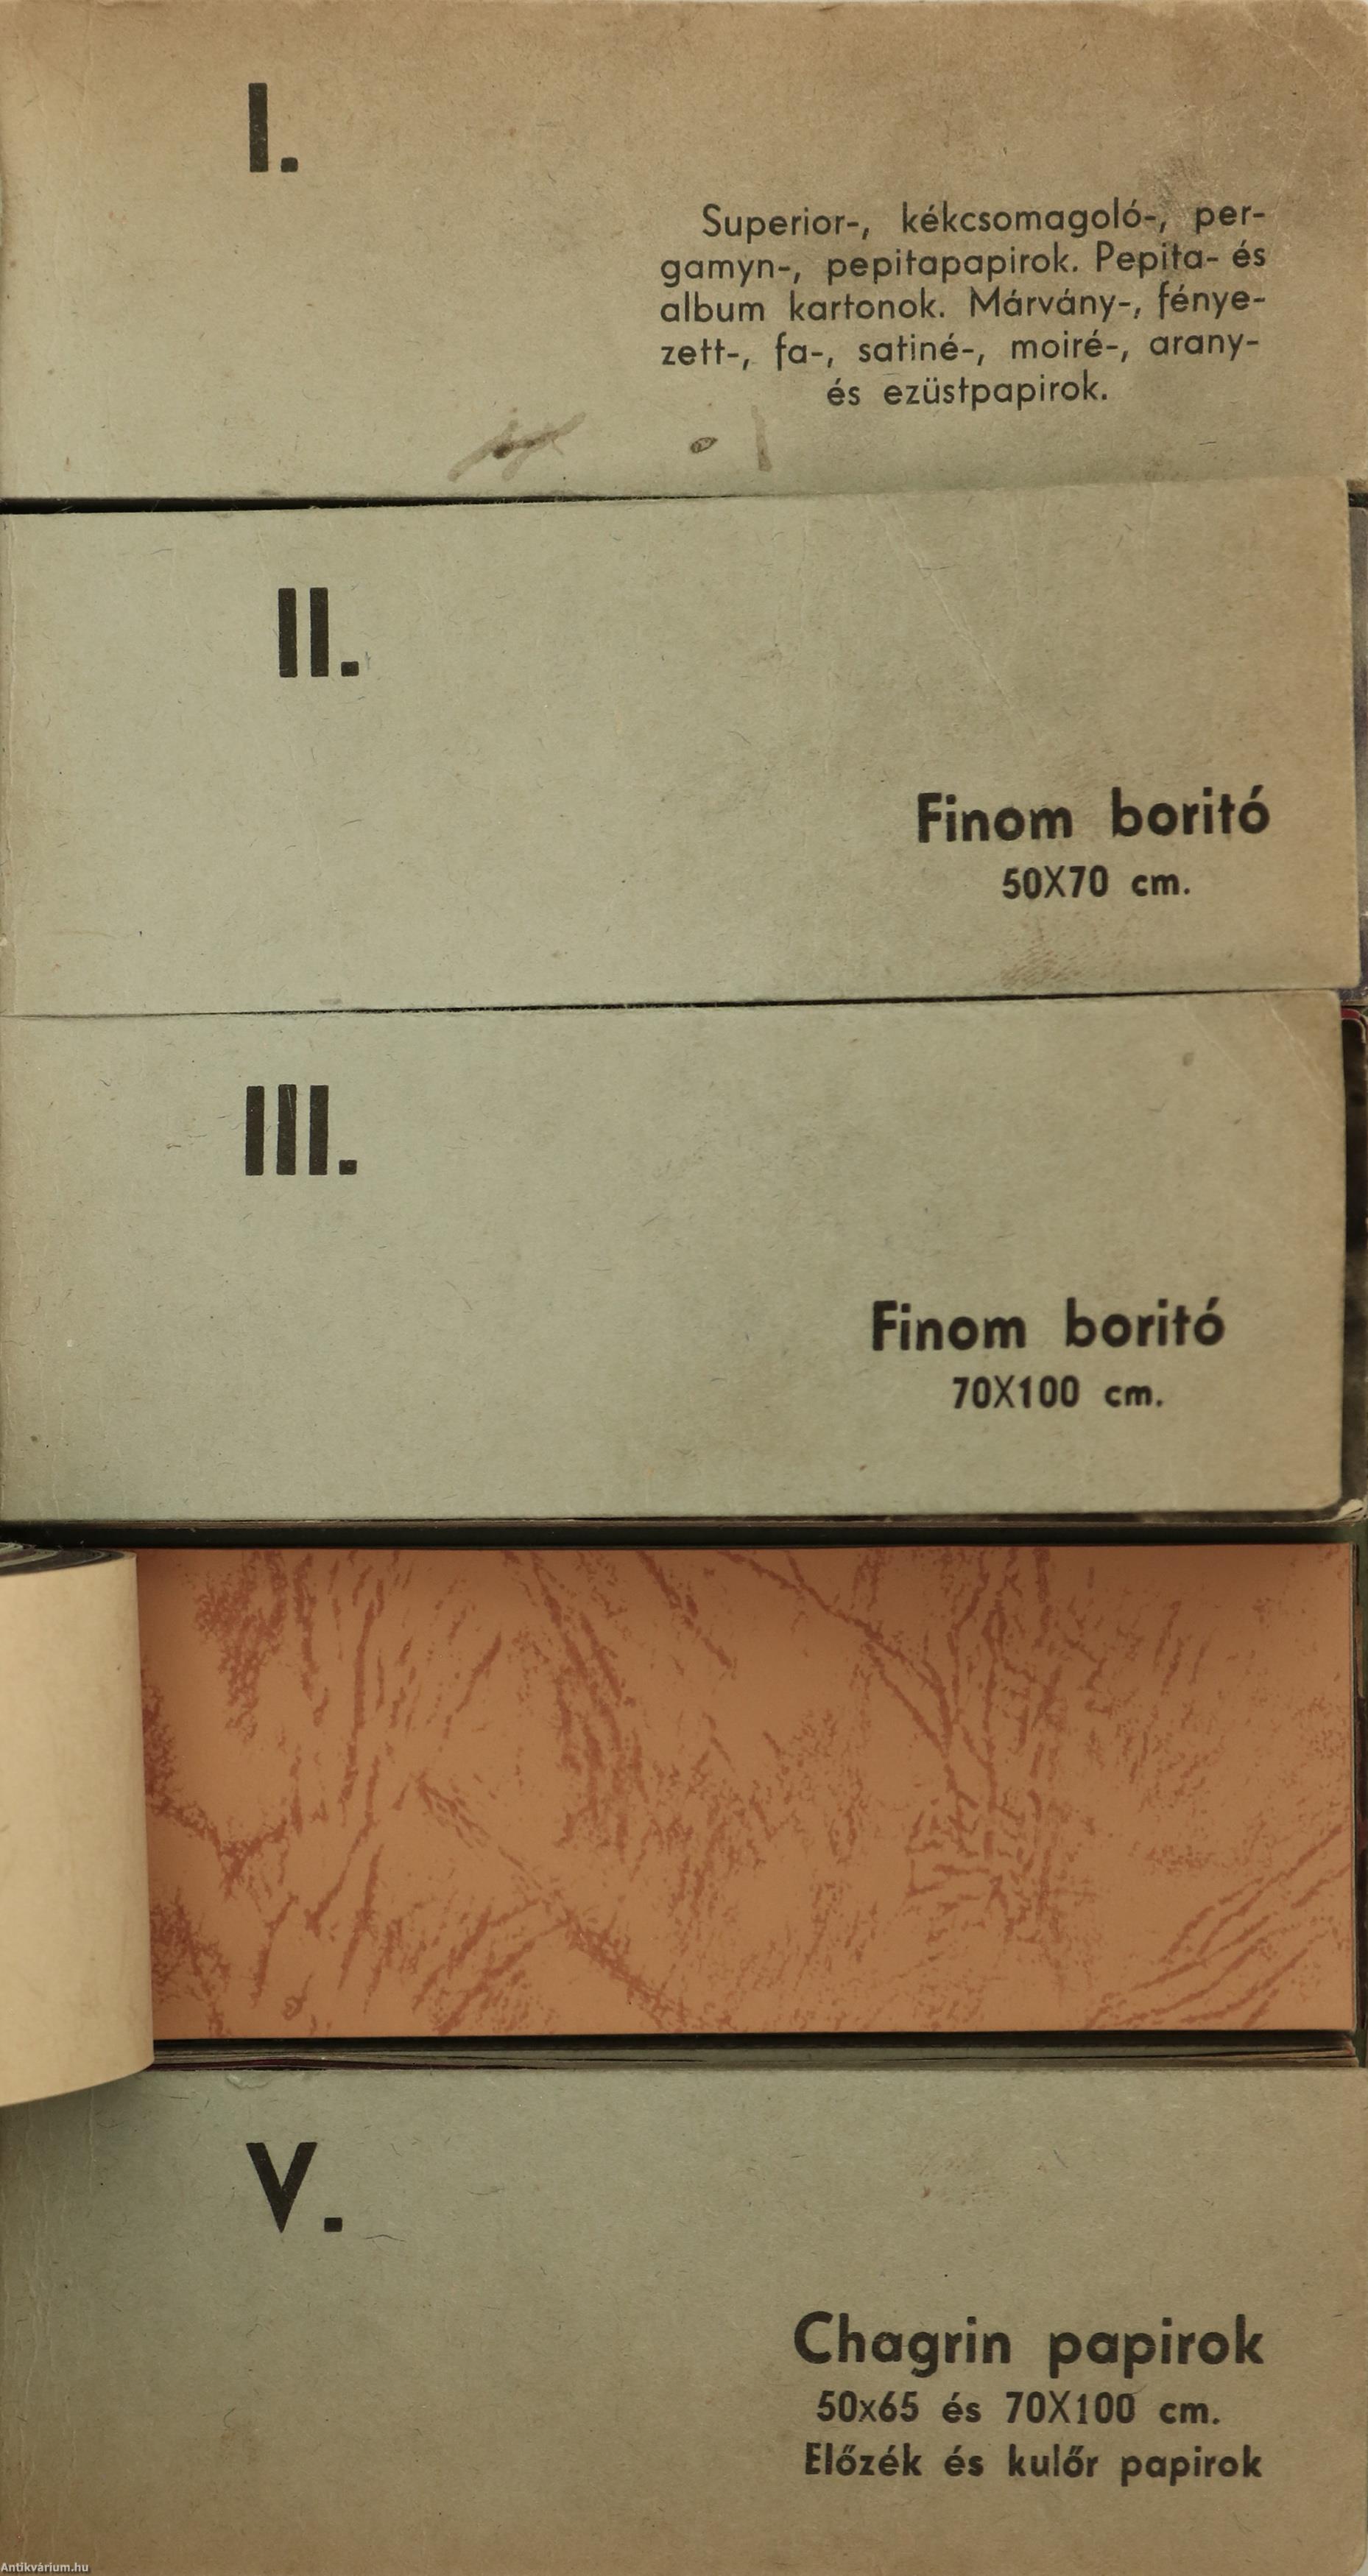 I.
Superior-, kékcsomagoló-, per-
gamyn-, pepitapapirok. Pepita- és
album kartonok. Márvány-, fénye-
zett-, fa-, satiné-, moiré-, arany-
és ezüstpapirok.
II.
Finom boritó
50X70 cm.
III.
Finom boritó
70X100 cm.
V.
Chagrin papirok
50x65 és 70X100 cm.
Előzék és kulőr papirok
Antikvárium.hu